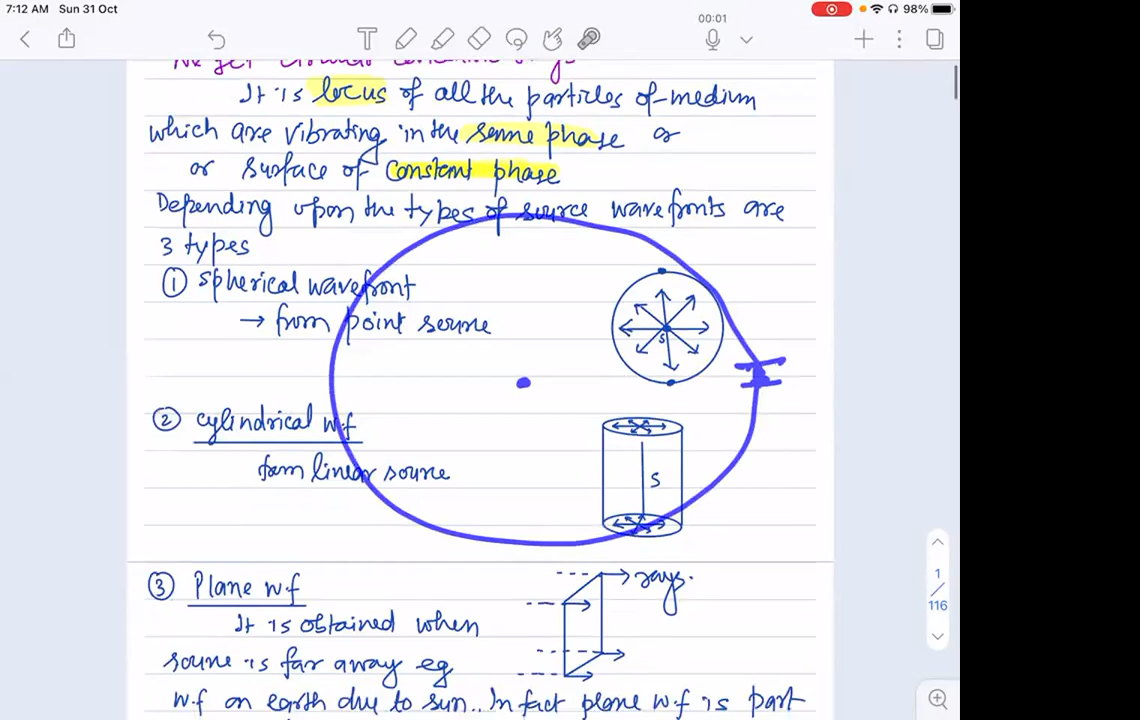 7:12 AM Sun 31 Oct
98%
00:01
It is locus of all the particles of medium
which are vibrating in the same phase or
or surface of constant phase
Depending upon the types of source wavefronts are
3 types
① spherical wavefront
→ from point source
S
② cylindrical w.f
from linear source
S
③ Plane w.f
rays.
It is obtained when
source is far away eg
w.f on earth due to sun.. In fact plane w.f is part
1
/
116